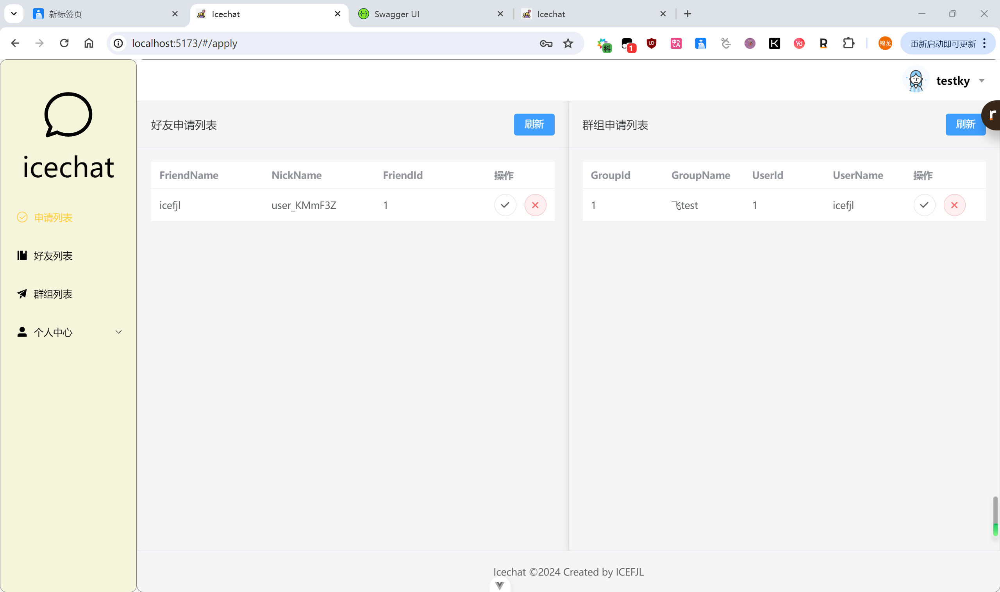 新标签页
Icechat
Swagger UI
Icechat
localhost:5173/#/apply
科
1
锦龙
重新启动即可更新
testky
icechat
申请列表
好友列表
群组列表
个人中心
好友申请列表
刷新
FriendName NickName FriendId 操作
icefjl user_KMmF3Z 1
群组申请列表
刷新
GroupId GroupName UserId UserName 操作
1 飞test 1 icefjl
Icechat ©2024 Created by ICEFJL